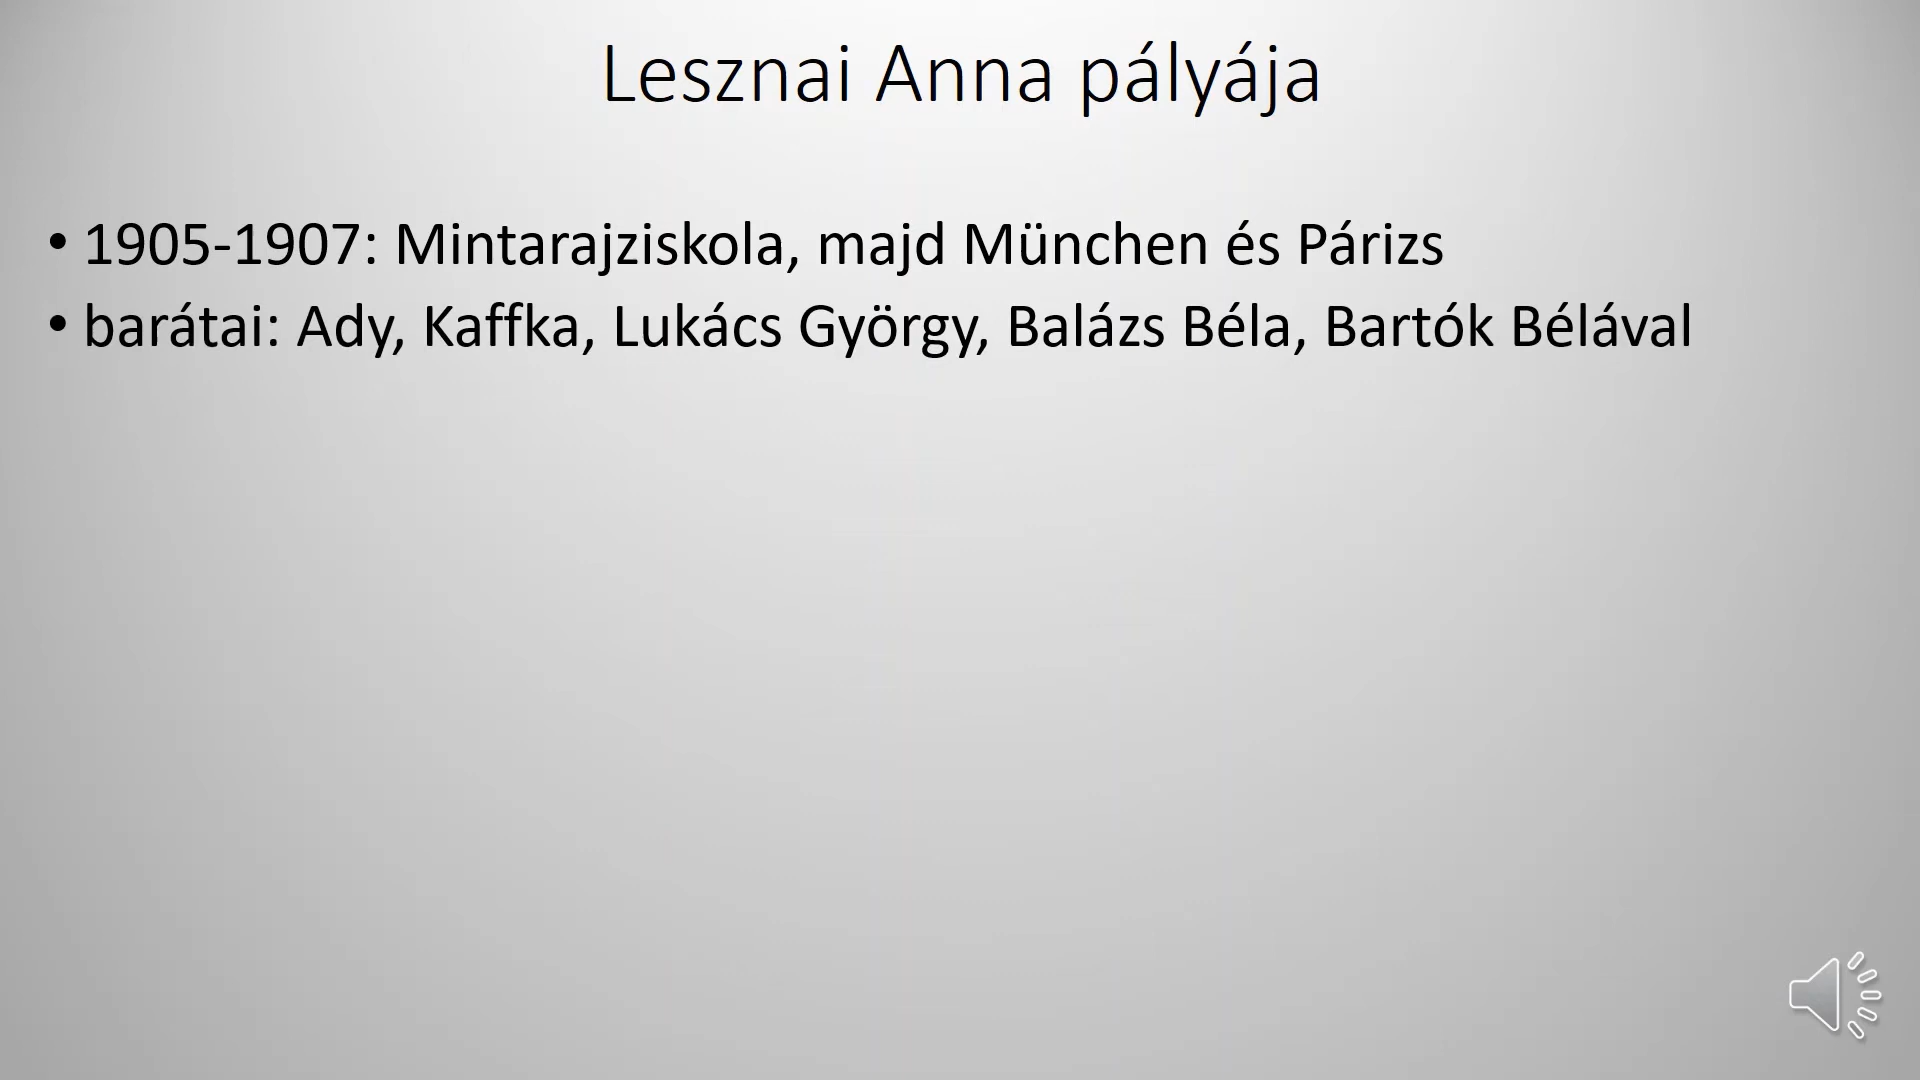 Lesznai Anna pályája
• 1905-1907: Mintarajziskola, majd München és Párizs
• barátai: Ady, Kaffka, Lukács György, Balázs Béla, Bartók Bélával